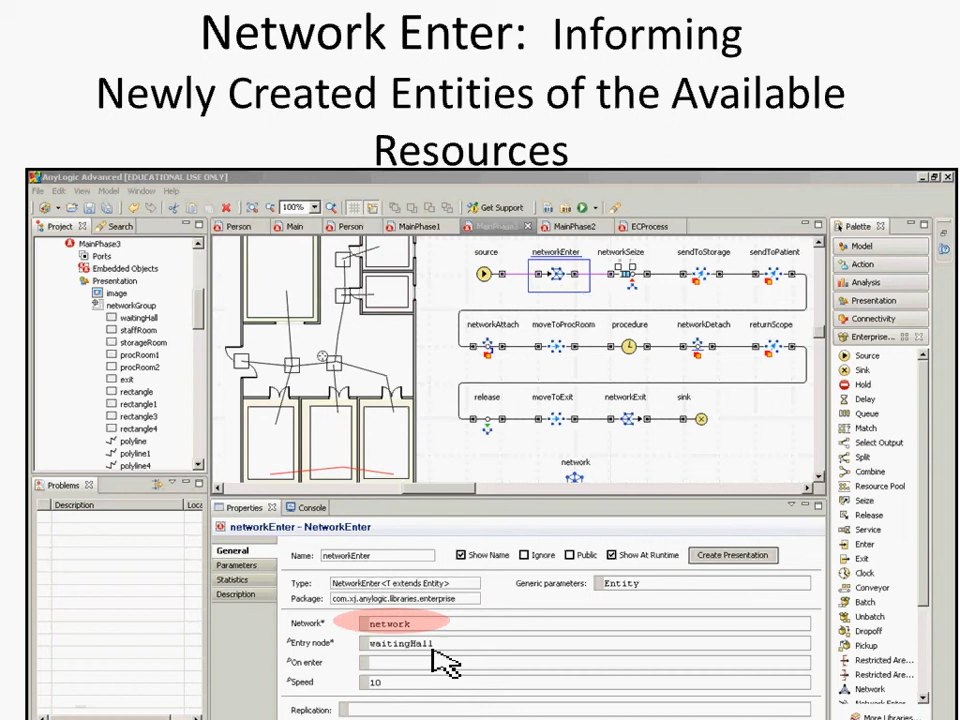 Network Enter: Informing
Newly Created Entities of the Available
Resources
AnyLogic Advanced [EDUCATIONAL USE ONLY]
File Edit View Model Window Help
100% Get Support
Project Search
Person Main Person MainPhase1 MainPhase3 MainPhase2 ECProcess
Palette
MainPhase3
Ports
Embedded Objects
Presentation
image
networkGroup
waitingHall
staffRoom
storageRoom
procRoom1
procRoom2
exit
rectangle
rectangle1
rectangle3
rectangle4
polyline
polyline1
polyline4
source networkEnter networkSeize sendToStorage sendToPatient
networkAttach moveToProcRoom procedure networkDetach returnScope
release moveToExit networkExit sink
network
Model
Action
Analysis
Presentation
Connectivity
Enterprise...
Source
Sink
Hold
Delay
Queue
Match
Select Output
Split
Combine
Resource Pool
Seize
Release
Service
Enter
Exit
Clock
Conveyor
Batch
Unbatch
Dropoff
Pickup
Restricted Are...
Restricted Are...
Network
Network Enter
More Libraries...
Problems
Description Loca
Properties Console
networkEnter - NetworkEnter
General
Parameters
Statistics
Description
Name: networkEnter Show Name Ignore Public Show At Runtime Create Presentation
Type: NetworkEnter<T extends Entity> Generic parameters: Entity
Package: com.xj.anylogic.libraries.enterprise
Network* network
Entry node* waitingHall
On enter
Speed 10
Replication: